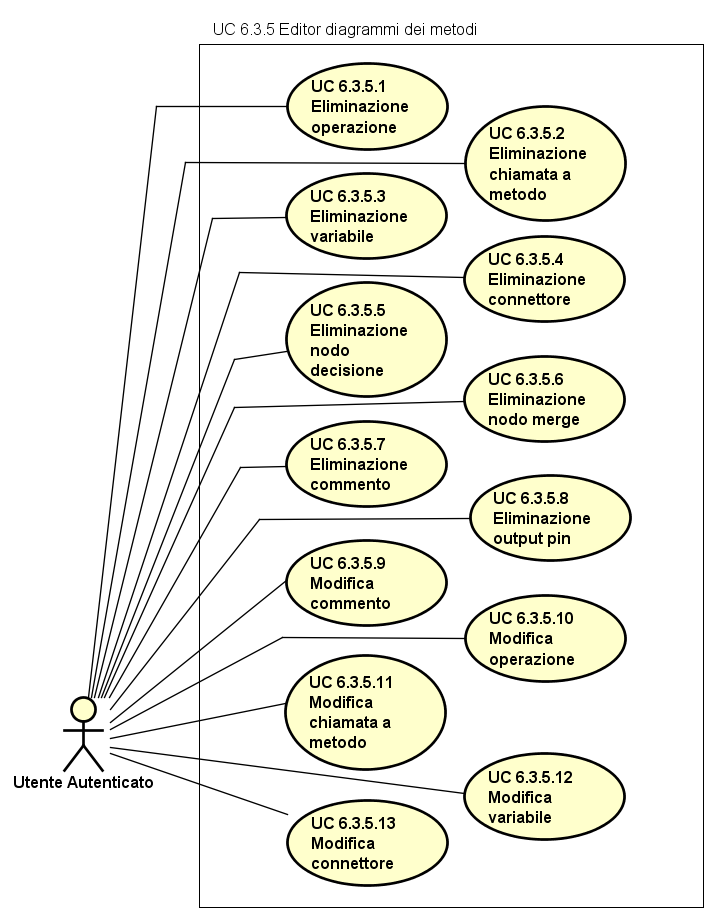 UC 6.3.5 Editor diagrammi dei metodi
UC 6.3.5.1
Eliminazione
operazione
UC 6.3.5.2
Eliminazione
chiamata a
metodo
UC 6.3.5.3
Eliminazione
variabile
UC 6.3.5.4
Eliminazione
connettore
UC 6.3.5.5
Eliminazione
nodo
decisione
UC 6.3.5.6
Eliminazione
nodo merge
UC 6.3.5.7
Eliminazione
commento
UC 6.3.5.8
Eliminazione
output pin
UC 6.3.5.9
Modifica
commento
UC 6.3.5.10
Modifica
operazione
UC 6.3.5.11
Modifica
chiamata a
metodo
UC 6.3.5.12
Modifica
variabile
UC 6.3.5.13
Modifica
connettore
Utente Autenticato